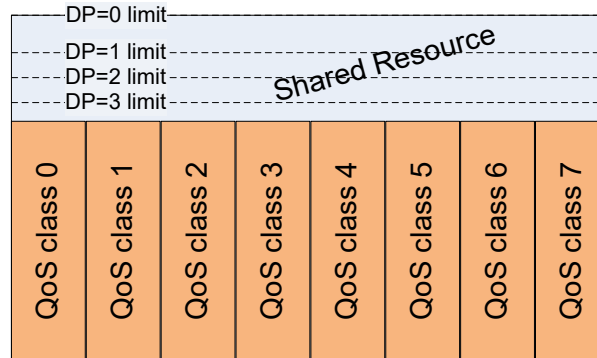 DP=0 limit
DP=1 limit
DP=2 limit
DP=3 limit
Shared Resource
QoS class 0
QoS class 1
QoS class 2
QoS class 3
QoS class 4
QoS class 5
QoS class 6
QoS class 7